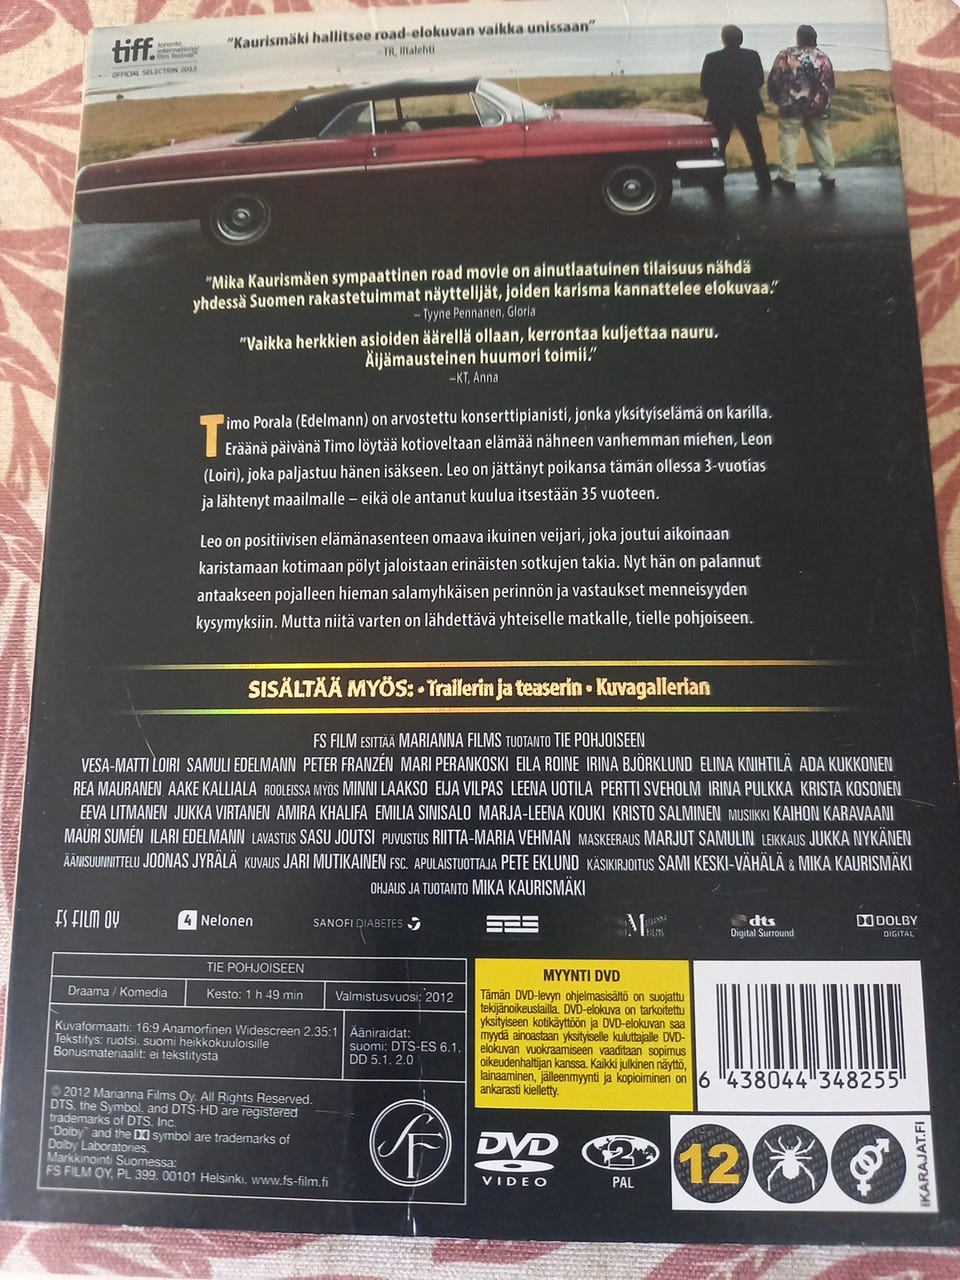 tiff. toronto international film festival
OFFICIAL SELECTION 2012
"Kaurismäki hallitsee road-elokuvan vaikka unissaan"
–TR, Iltalehti
"Mika Kaurismäen sympaattinen road movie on ainutlaatuinen tilaisuus nähdä
yhdessä Suomen rakastetuimmat näyttelijät, joiden karisma kannattelee elokuvaa."
– Tyyne Pennanen, Gloria
"Vaikka herkkien asioiden äärellä ollaan, kerrontaa kuljettaa nauru.
Äijämausteinen huumori toimii."
–KT, Anna
Timo Porala (Edelmann) on arvostettu konserttipianisti, jonka yksityiselämä on karilla.
Eräänä päivänä Timo löytää kotioveltaan elämää nähneen vanhemman miehen, Leon
(Loiri), joka paljastuu hänen isäkseen. Leo on jättänyt poikansa tämän ollessa 3-vuotias
ja lähtenyt maailmalle – eikä ole antanut kuulua itsestään 35 vuoteen.
Leo on positiivisen elämänasenteen omaava ikuinen veijari, joka joutui aikoinaan
karistamaan kotimaan pölyt jaloistaan erinäisten sotkujen takia. Nyt hän on palannut
antaakseen pojalleen hieman salamyhkäisen perinnön ja vastaukset menneisyyden
kysymyksiin. Mutta niitä varten on lähdettävä yhteiselle matkalle, tielle pohjoiseen.
SISÄLTÄÄ MYÖS: • Trailerin ja teaserin • Kuvagallerian
FS FILM ESITTÄÄ MARIANNA FILMS TUOTANTO TIE POHJOISEEN
VESA-MATTI LOIRI SAMULI EDELMANN PETER FRANZÉN MARI PERANKOSKI EILA ROINE IRINA BJÖRKLUND ELINA KNIHTILÄ ADA KUKKONEN
REA MAURANEN AAKE KALLIALA ROOLEISSA MYÖS MINNI LAAKSO EIJA VILPAS LEENA UOTILA PERTTI SVEHOLM IRINA PULKKA KRISTA KOSONEN
EEVA LITMANEN JUKKA VIRTANEN AMIRA KHALIFA EMILIA SINISALO MARJA-LEENA KOUKI KRISTO SALMINEN MUSIIKKI KAIHON KARAVAANI
MAURI SUMÉN ILARI EDELMANN LAVASTUS SASU JOUTSI PUVUSTUS RIITTA-MARIA VEHMAN MASKEERAUS MARJUT SAMULIN LEIKKAUS JUKKA NYKÄNEN
ÄÄNISUUNNITTELU JOONAS JYRÄLÄ KUVAUS JARI MUTIKAINEN FSC. APULAISTUOTTAJA PETE EKLUND KÄSIKIRJOITUS SAMI KESKI-VÄHÄLÄ & MIKA KAURISMÄKI
OHJAUS JA TUOTANTO MIKA KAURISMÄKI
FS FILM OY 4 Nelonen SANOFI DIABETES SES MARIANNA FILMS dts Digital Surround DOLBY DIGITAL
TIE POHJOISEEN
Draama / Komedia Kesto: 1 h 49 min Valmistusvuosi: 2012
Kuvaformaatti: 16:9 Anamorfinen Widescreen 2.35:1
Tekstitys: ruotsi, suomi heikkokuuloisille
Bonusmateriaalit: ei tekstitystä
Ääniraidat:
suomi: DTS-ES 6.1,
DD 5.1, 2.0
© 2012 Marianna Films Oy. All Rights Reserved.
DTS, the Symbol, and DTS-HD are registered
trademarks of DTS, Inc.
"Dolby" and the symbol are trademarks of
Dolby Laboratories.
Markkinointi Suomessa:
FS FILM OY, PL 399, 00101 Helsinki. www.fs-film.fi
SF
MYYNTI DVD
Tämän DVD-levyn ohjelmasisältö on suojattu
tekijänoikeuslailla. DVD-elokuva on tarkoitettu
yksityiseen kotikäyttöön ja DVD-elokuvan saa
myydä ainoastaan yksityiselle kuluttajalle DVD-
elokuvan vuokraamiseen vaaditaan sopimus
oikeudenhaltijan kanssa. Kaikki julkinen näyttö,
lainaaminen, jälleenmyynti ja kopioiminen on
ankarasti kielletty.
6 438044 348255
DVD
VIDEO
2
PAL
12
IKARAJAT.FI